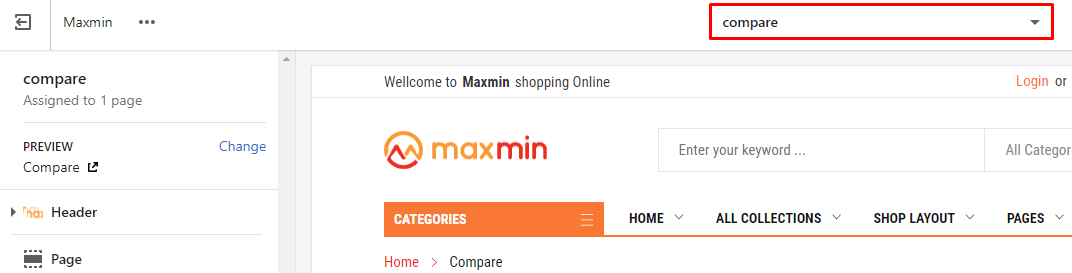 Maxmin
compare
compare
Assigned to 1 page
PREVIEW
Change
Compare
Header
Page
Wellcome to Maxmin shopping Online
Login or
maxmin
Enter your keyword ...
All Categor
CATEGORIES
HOME
ALL COLLECTIONS
SHOP LAYOUT
PAGES
Home > Compare